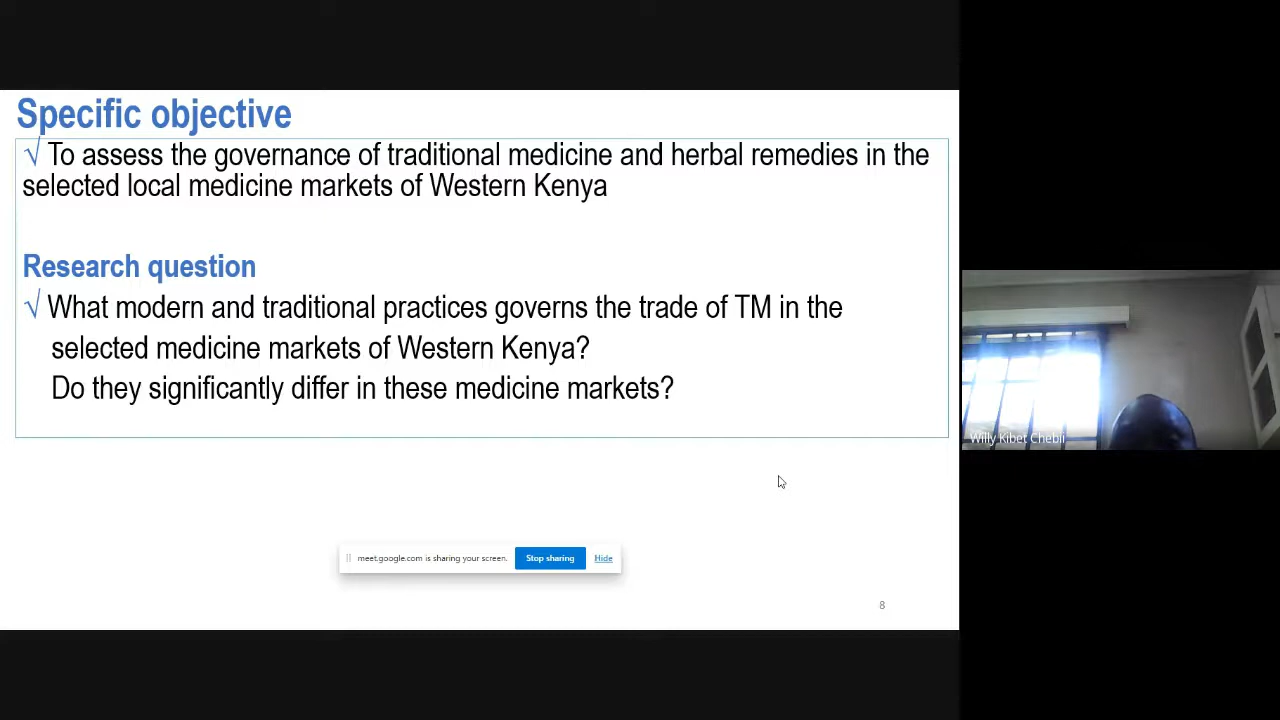 Specific objective
√ To assess the governance of traditional medicine and herbal remedies in the
selected local medicine markets of Western Kenya
Research question
√ What modern and traditional practices governs the trade of TM in the
selected medicine markets of Western Kenya?
Do they significantly differ in these medicine markets?
Willy Kibet Chebii
meet.google.com is sharing your screen. Stop sharing Hide
8